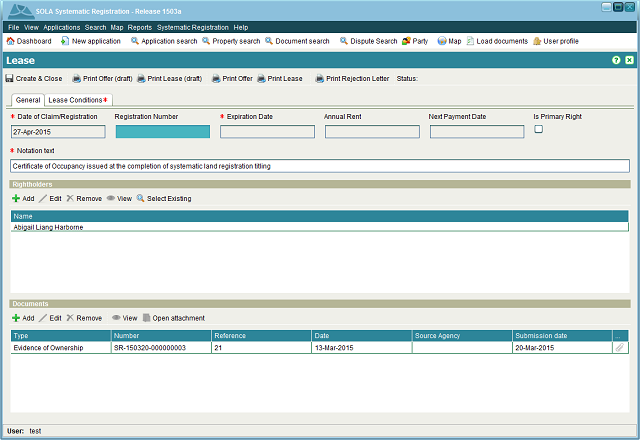 SOLA Systematic Registration - Release 1503a
File View Applications Search Map Reports Systematic Registration Help
Dashboard New application Application search Property search Document search Dispute Search Party Map Load documents User profile
Lease
Create & Close Print Offer (draft) Print Lease (draft) Print Offer Print Lease Print Rejection Letter Status:
General Lease Conditions*
* Date of Claim/Registration Registration Number * Expiration Date Annual Rent Next Payment Date Is Primary Right
27-Apr-2015
* Notation text
Certificate of Occupancy issued at the completion of systematic land registration titling
Rightholders
Add Edit Remove View Select Existing
Name
Abigail Liang Harborne
Documents
Add Edit Remove View Open attachment
Type Number Reference Date Source Agency Submission date ...
Evidence of Ownership SR-150320-000000003 21 13-Mar-2015 20-Mar-2015
User: test